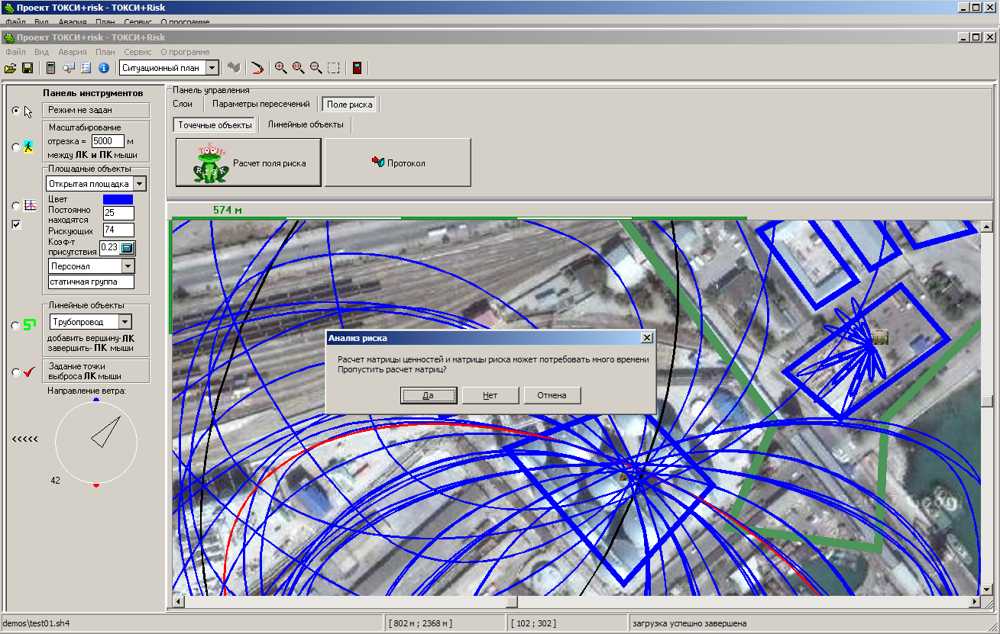 Проект ТОКСИ+risk - ТОКСИ+Risk
Файл Вид Авария План Сервис О программе
Проект ТОКСИ+risk - ТОКСИ+Risk
Файл Вид Авария План Сервис О программе
Ситуационный план
Панель инструментов
Режим не задан
Масштабирование
отрезка = 5000 м
между ЛК и ПК мыши
Площадные объекты
Открытая площадка
Цвет
Постоянно
находятся
25
Рискующих
74
Коэф-т
присутствия
0.23
Персонал
статичная группа
Линейные объекты
Трубопровод
добавить вершину-ЛК
завершить- ПК мыши
Задание точки
выброса ЛК мыши
Направление ветра:
<<<<<
42
Панель управления
Слои Параметры пересечений Поле риска
Точечные объекты Линейные объекты
ТОКСИ+
RISK
Расчет поля риска
Протокол
574 м
Анализ риска
Расчет матрицы ценностей и матрицы риска может потребовать много времени
Пропустить расчет матриц?
Да Нет Отмена
demos\test01.sh4
[ 802 м ; 2368 м ]
[ 102 ; 302 ]
загрузка успешно завершена